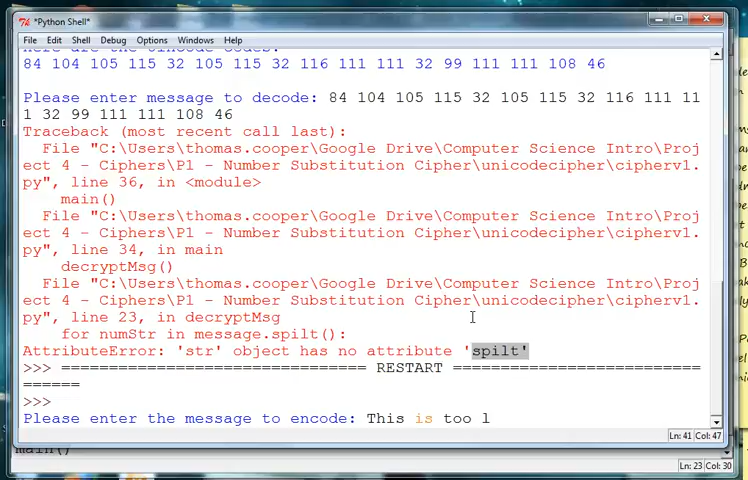 *Python Shell*
File Edit Shell Debug Options Windows Help
Here are the unicode codes:
84 104 105 115 32 105 115 32 116 111 111 32 99 111 111 108 46
Please enter message to decode: 84 104 105 115 32 105 115 32 116 111 11
1 32 99 111 111 108 46
Traceback (most recent call last):
File "C:\Users\thomas.cooper\Google Drive\Computer Science Intro\Proj
ect 4 - Ciphers\P1 - Number Substitution Cipher\unicodecipher\cipherv1.
py", line 36, in <module>
main()
File "C:\Users\thomas.cooper\Google Drive\Computer Science Intro\Proj
ect 4 - Ciphers\P1 - Number Substitution Cipher\unicodecipher\cipherv1.
py", line 34, in main
decryptMsg()
File "C:\Users\thomas.cooper\Google Drive\Computer Science Intro\Proj
ect 4 - Ciphers\P1 - Number Substitution Cipher\unicodecipher\cipherv1.
py", line 23, in decryptMsg
for numStr in message.spilt():
AttributeError: 'str' object has no attribute 'spilt'
>>> ================================ RESTART ==========================
======
>>>
Please enter the message to encode: This is too l
Ln: 41 Col: 47
main()
Ln: 23 Col: 30